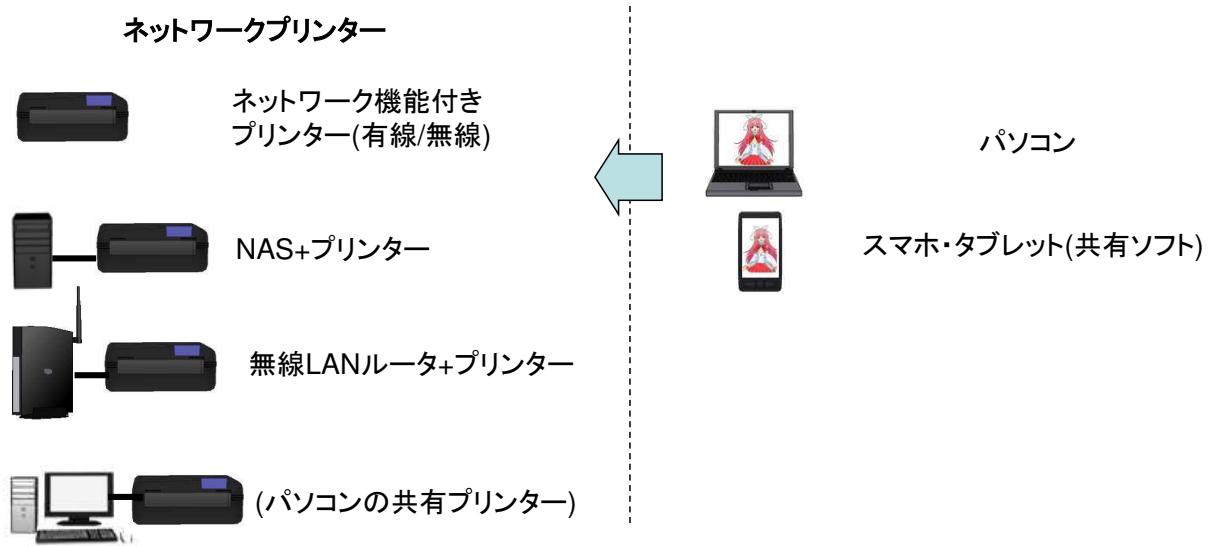 ネットワークプリンター
ネットワーク機能付き
プリンター(有線/無線)
NAS+プリンター
無線LANルータ+プリンター
(パソコンの共有プリンター)
パソコン
スマホ・タブレット(共有ソフト)